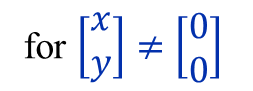 for [x y] ≠ [0 0]